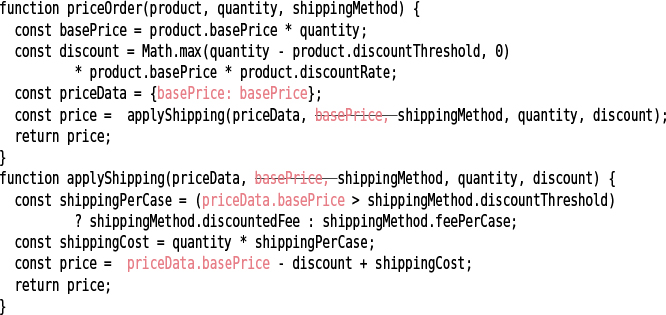 function priceOrder(product, quantity, shippingMethod) {
  const basePrice = product.basePrice * quantity;
  const discount = Math.max(quantity - product.discountThreshold, 0)
          * product.basePrice * product.discountRate;
  const priceData = {basePrice: basePrice};
  const price =  applyShipping(priceData, basePrice, shippingMethod, quantity, discount);
  return price;
}
function applyShipping(priceData, basePrice, shippingMethod, quantity, discount) {
  const shippingPerCase = (priceData.basePrice > shippingMethod.discountThreshold)
          ? shippingMethod.discountedFee : shippingMethod.feePerCase;
  const shippingCost = quantity * shippingPerCase;
  const price =  priceData.basePrice - discount + shippingCost;
  return price;
}